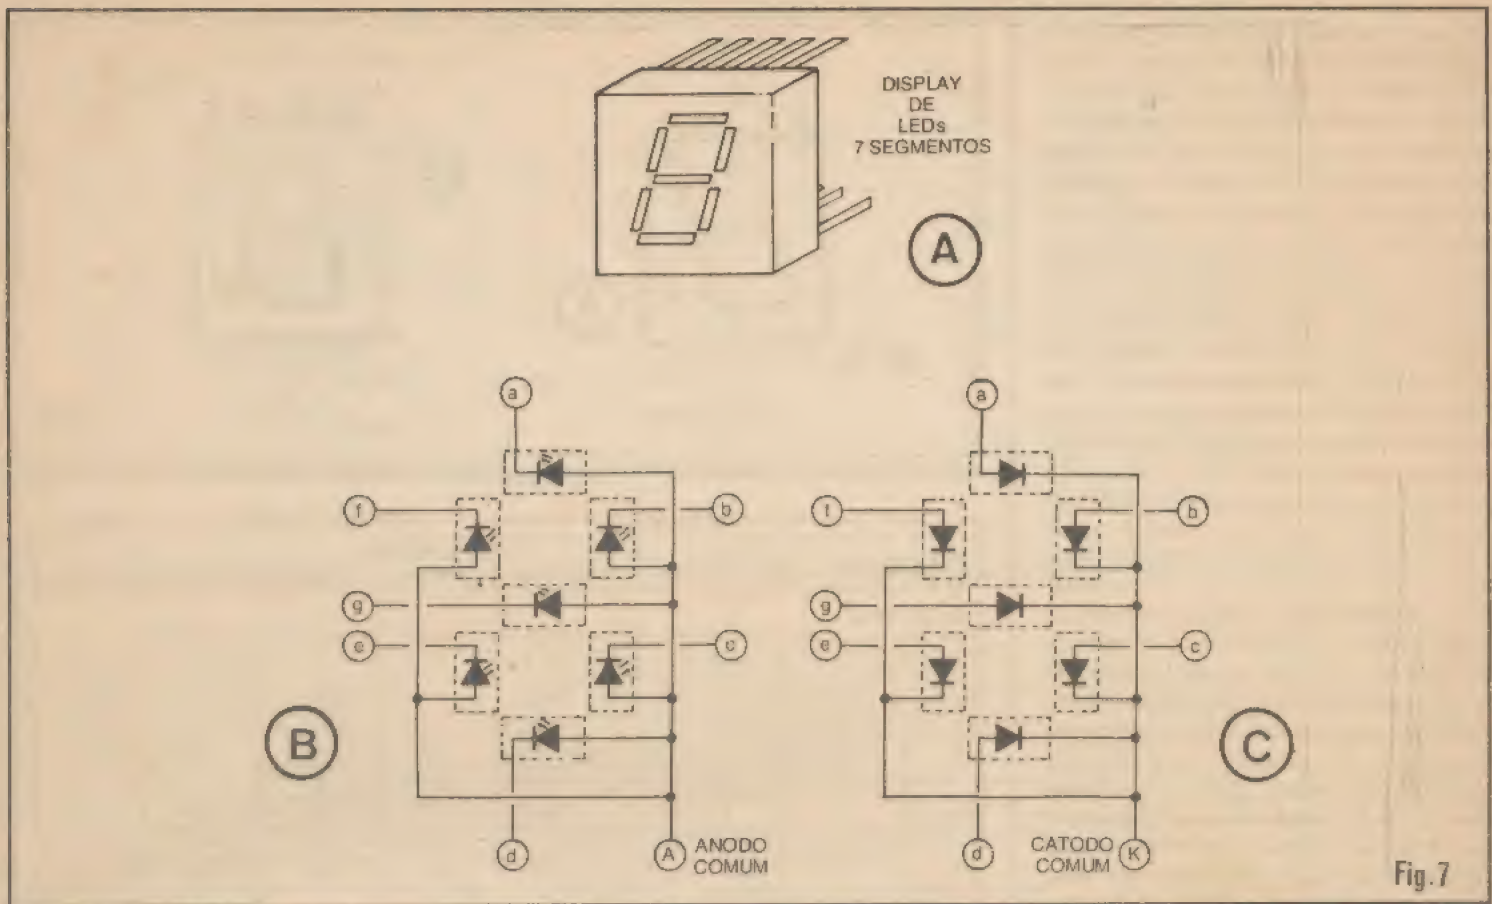 DISPLAY
DE
LEDs
7 SEGMENTOS
A
a
f
b
g
e
c
B
d
A
ANODO
COMUM
a
f
b
g
e
c
C
d
CATODO
COMUM
K
Fig.7